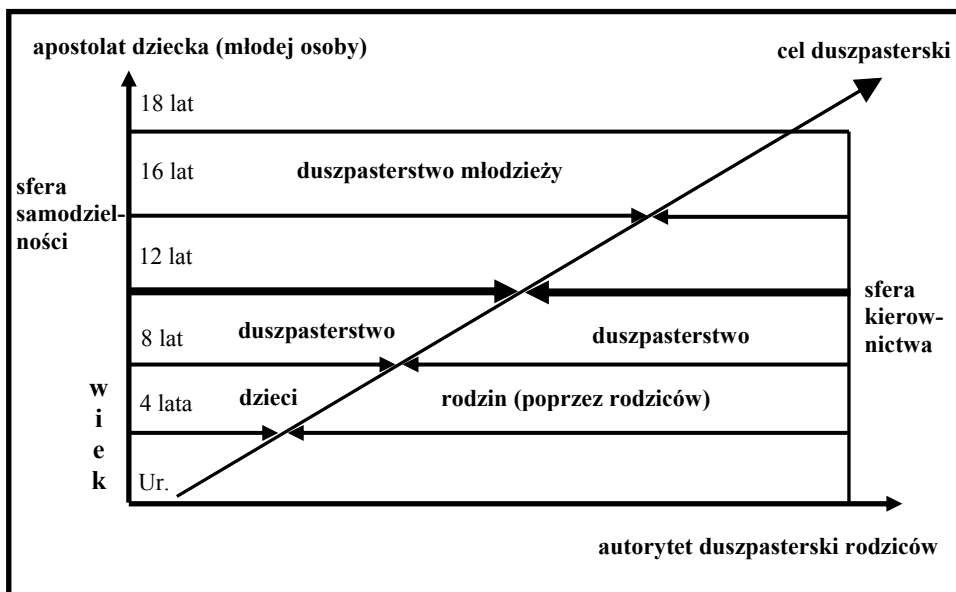 apostolat dziecka (młodej osoby)
cel duszpasterski
18 lat
16 lat
duszpasterstwo młodzieży
sfera
samodziel-
ności
12 lat
sfera
kierow-
nictwa
8 lat
duszpasterstwo
duszpasterstwo
w
i
e
k
4 lata
dzieci
rodzin (poprzez rodziców)
Ur.
autorytet duszpasterski rodziców